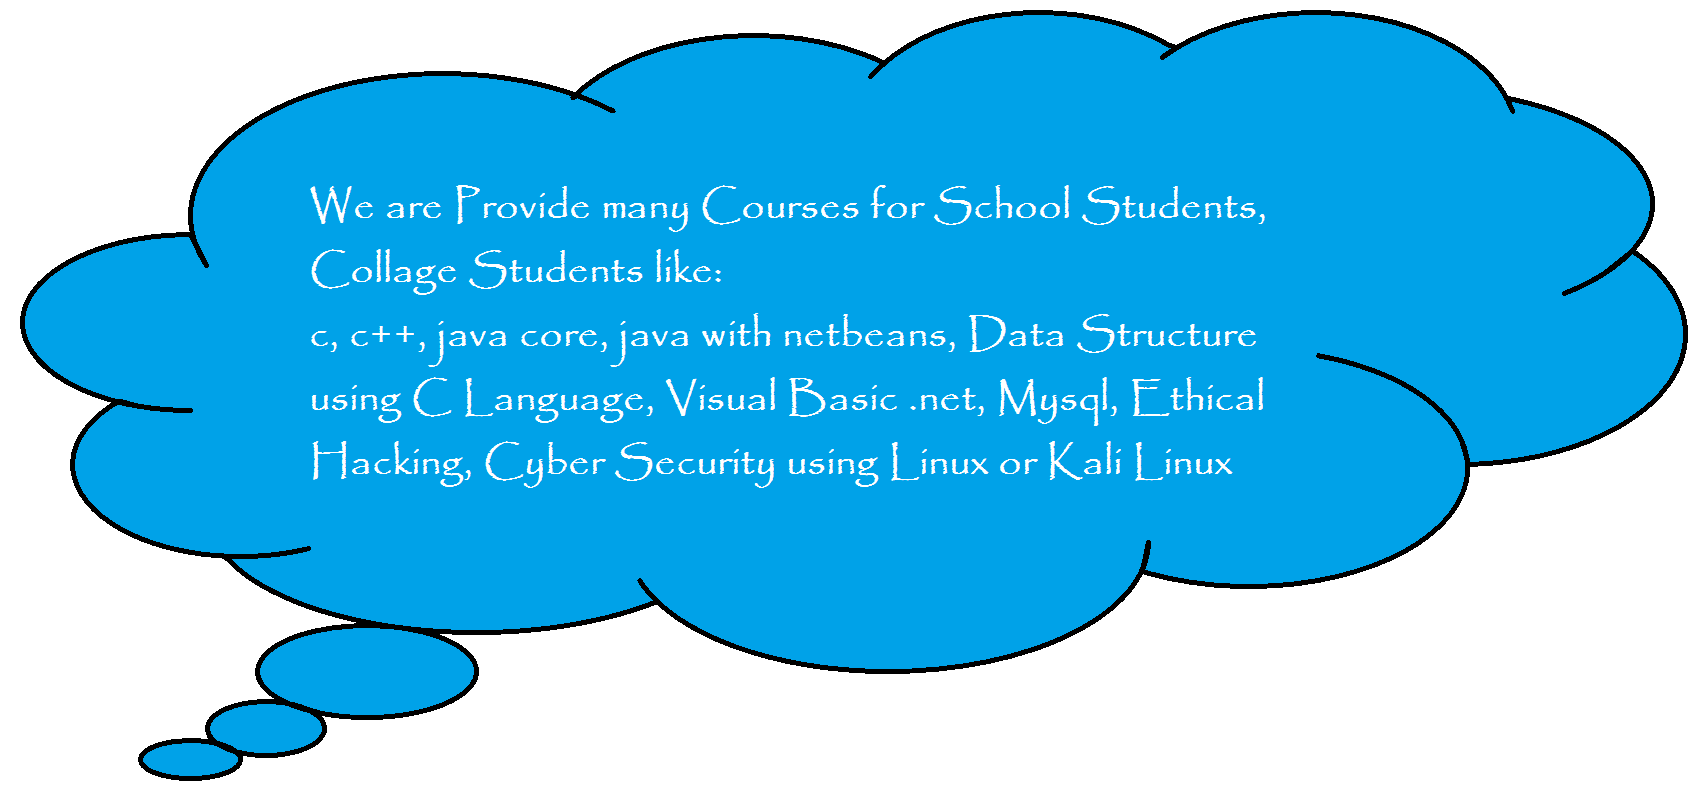 We are Provide many Courses for School Students,
Collage Students like:
c, c++, java core, java with netbeans, Data Structure
using C Language, Visual Basic .net, Mysql, Ethical
Hacking, Cyber Security using Linux or Kali Linux